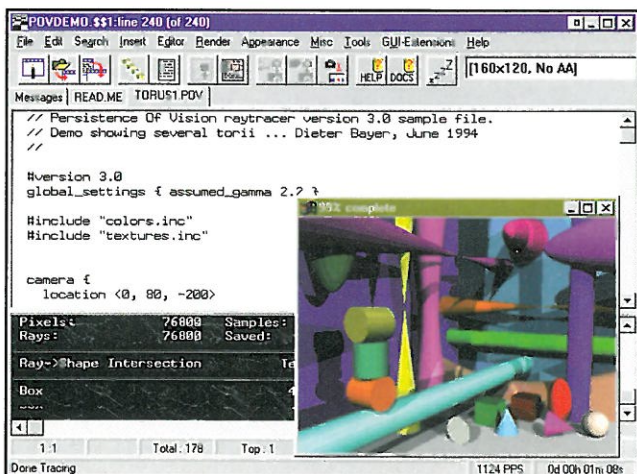 POVDEMO.$$1:line 240 (of 240)
File Edit Search Insert Editor Render Appearance Misc Tools GUI-Extensions Help
HELP DOCS [160x120, No AA]
Messages READ.ME TORUS1.POV
// Persistence Of Vision raytracer version 3.0 sample file.
// Demo showing several torii ... Dieter Bayer, June 1994
//
#version 3.0
global_settings { assumed_gamma 2.2 }
#include "colors.inc"
#include "textures.inc"
camera {
location <0, 80, -200>
complete
Pixels: 76800 Samples:
Rays: 76800 Saved:
Ray->Shape Intersection Te
Box 4
1:1 Total: 178 Top: 1
Done Tracing 1124 PPS 0d 00h 01m 08s